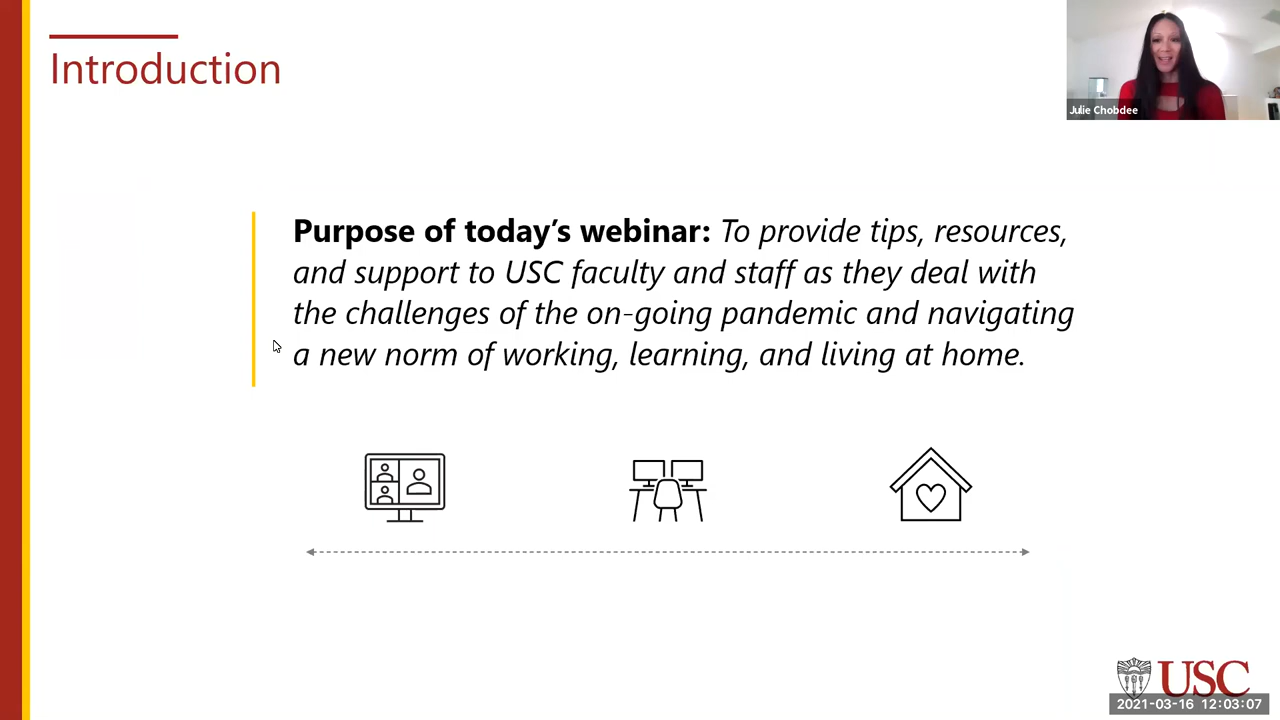 Introduction
Julie Chobdee
Purpose of today’s webinar: To provide tips, resources,
and support to USC faculty and staff as they deal with
the challenges of the on-going pandemic and navigating
a new norm of working, learning, and living at home.
USC
2021-03-16 12:03:07